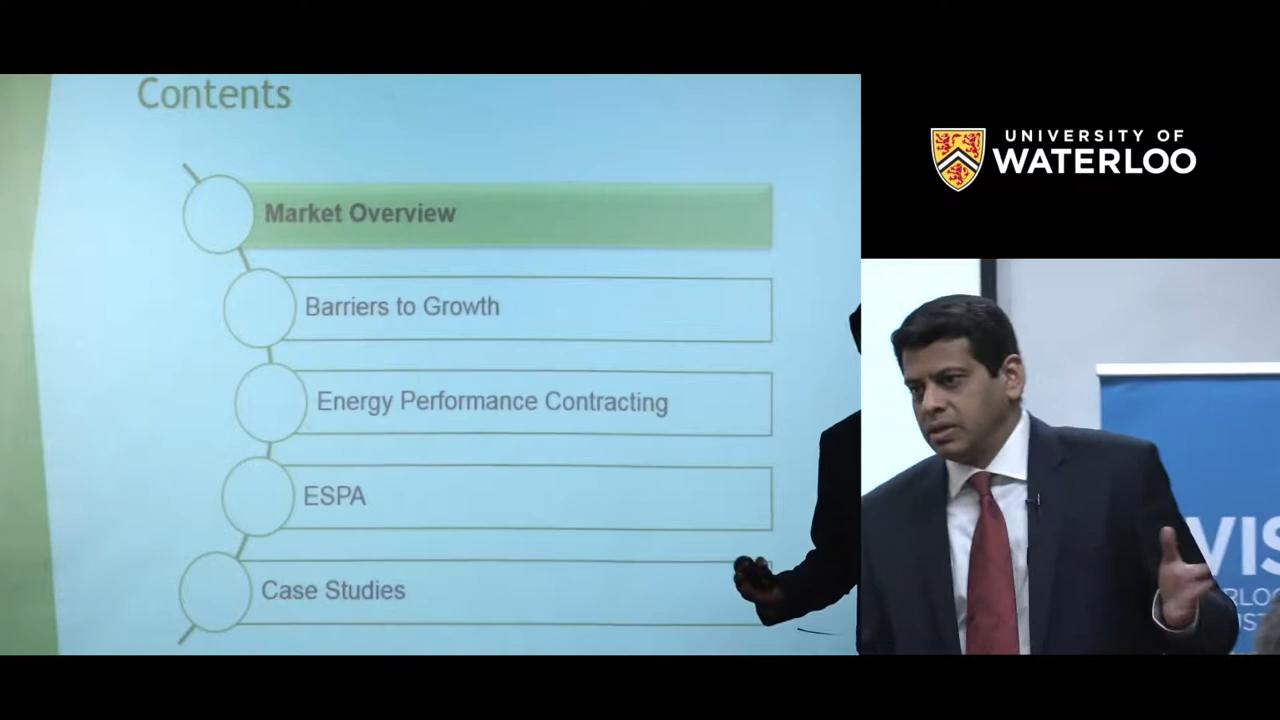 Contents
Market Overview
Barriers to Growth
Energy Performance Contracting
ESPA
Case Studies
UNIVERSITY OF
WATERLOO